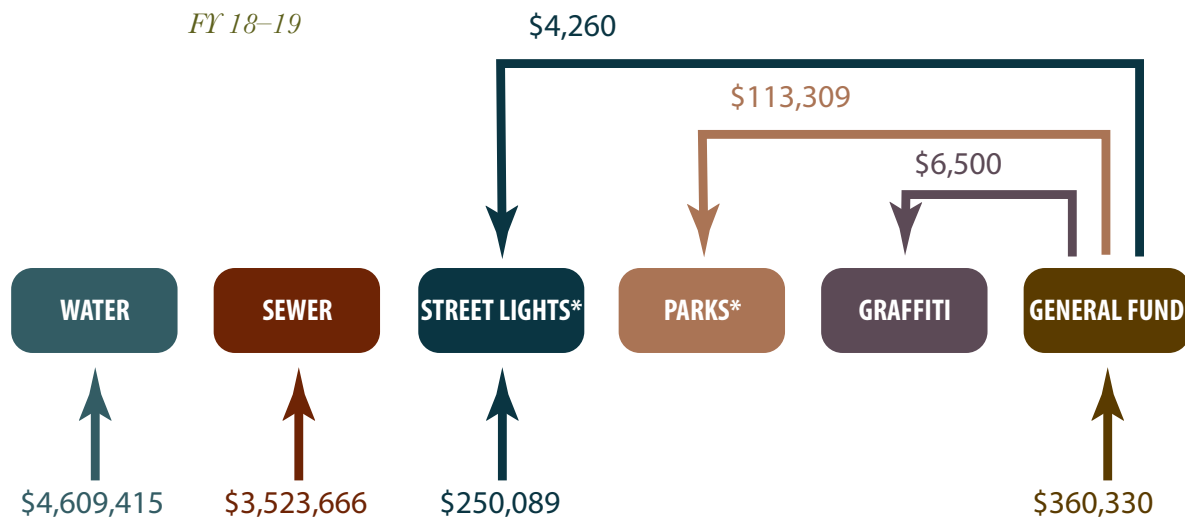 FY 18–19
$4,260
$113,309
$6,500
WATER
SEWER
STREET LIGHTS*
PARKS*
GRAFFITI
GENERAL FUND
$4,609,415
$3,523,666
$250,089
$360,330